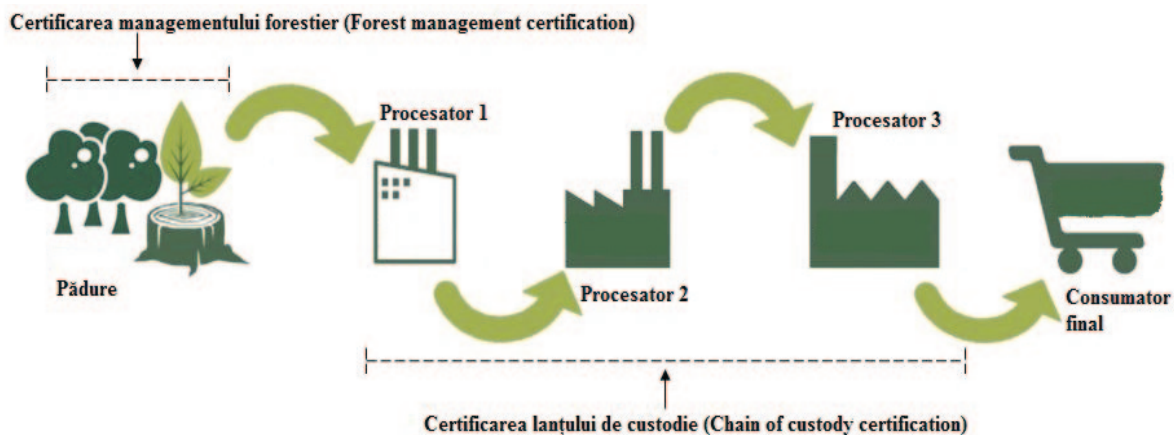 Certificarea managementului forestier (Forest management certification)
Procesator 1
Procesator 3
Pădure
Procesator 2
Consumator
final
Certificarea lanțului de custodie (Chain of custody certification)